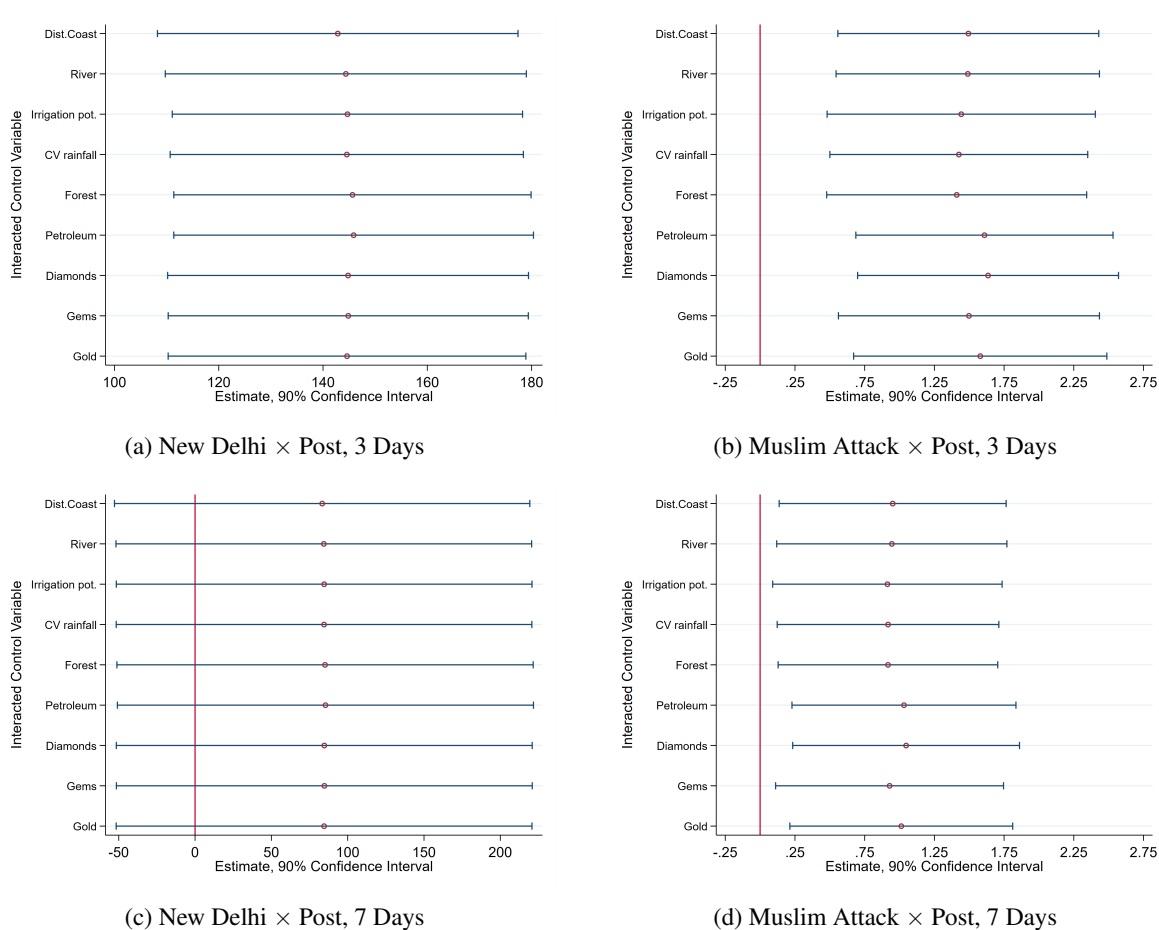 Interacted Control Variable
Dist.Coast
River
Irrigation pot.
CV rainfall
Forest
Petroleum
Diamonds
Gems
Gold
100 120 140 160 180
Estimate, 90% Confidence Interval
(a) New Delhi × Post, 3 Days
Interacted Control Variable
Dist.Coast
River
Irrigation pot.
CV rainfall
Forest
Petroleum
Diamonds
Gems
Gold
-.25 .25 .75 1.25 1.75 2.25 2.75
Estimate, 90% Confidence Interval
(b) Muslim Attack × Post, 3 Days
Interacted Control Variable
Dist.Coast
River
Irrigation pot.
CV rainfall
Forest
Petroleum
Diamonds
Gems
Gold
-50 0 50 100 150 200
Estimate, 90% Confidence Interval
(c) New Delhi × Post, 7 Days
Interacted Control Variable
Dist.Coast
River
Irrigation pot.
CV rainfall
Forest
Petroleum
Diamonds
Gems
Gold
-.25 .25 .75 1.25 1.75 2.25 2.75
Estimate, 90% Confidence Interval
(d) Muslim Attack × Post, 7 Days